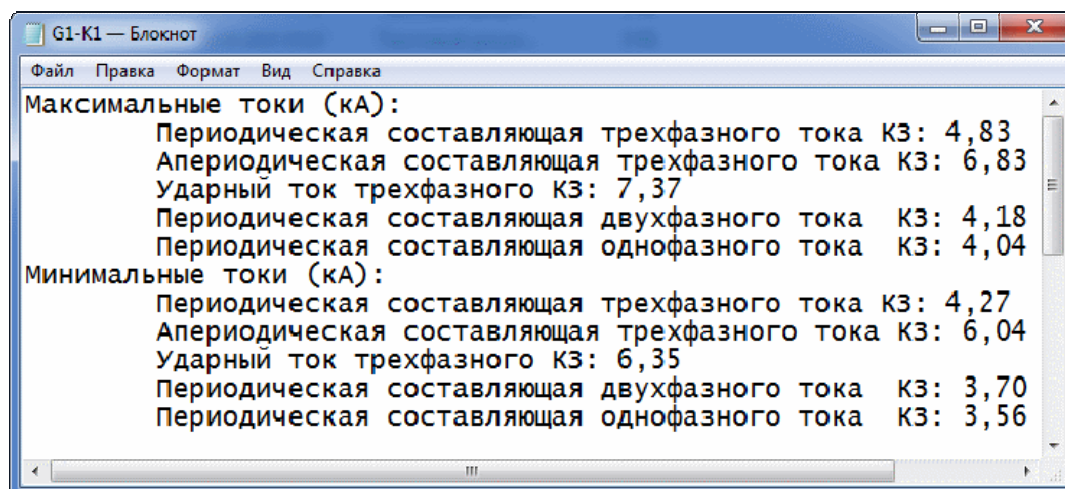 G1-K1 — Блокнот
Файл Правка Формат Вид Справка
Максимальные токи (кА):
Периодическая составляющая трехфазного тока КЗ: 4,83
Апериодическая составляющая трехфазного тока КЗ: 6,83
Ударный ток трехфазного КЗ: 7,37
Периодическая составляющая двухфазного тока КЗ: 4,18
Периодическая составляющая однофазного тока КЗ: 4,04
Минимальные токи (кА):
Периодическая составляющая трехфазного тока КЗ: 4,27
Апериодическая составляющая трехфазного тока КЗ: 6,04
Ударный ток трехфазного КЗ: 6,35
Периодическая составляющая двухфазного тока КЗ: 3,70
Периодическая составляющая однофазного тока КЗ: 3,56